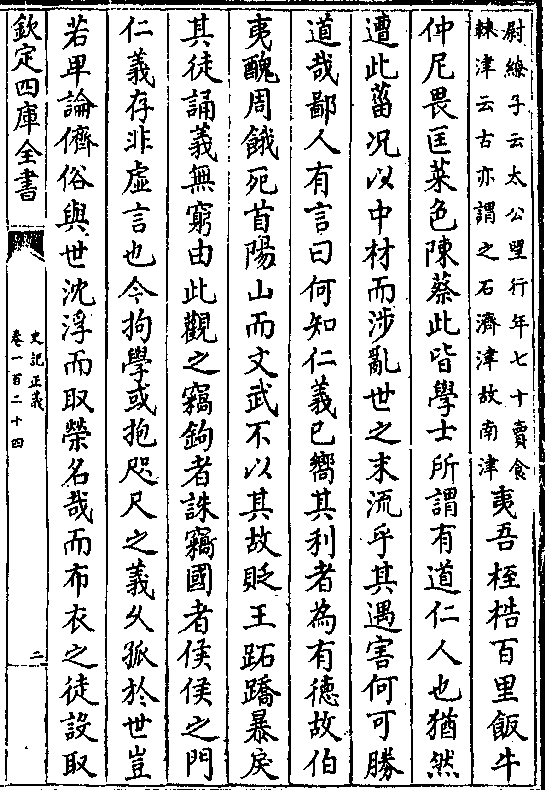 尉繚子云太公望行年七十賣食
棘津云古亦謂之石濟津故南津
夷吾桎梏百里飯牛
仲尼畏匡菜色陳蔡此皆學士所謂有道仁人也猶然
遭此菑况以中材而涉亂世之末流乎其遇害何可勝
道哉鄙人有言曰何知仁義已嚮其利者為有德故伯
夷醜周餓死首陽山而文武不以其故貶王跖蹻暴戾
其徒誦義無窮由此觀之竊鉤者誅竊國者侯侯之門
仁義存非虛言也今拘學或抱咫尺之義乆孤於世豈
若卑論儕俗與世沈浮而取榮名哉而布衣之徒設取
欽定四庫全書
史記正義
卷一百二十四
二